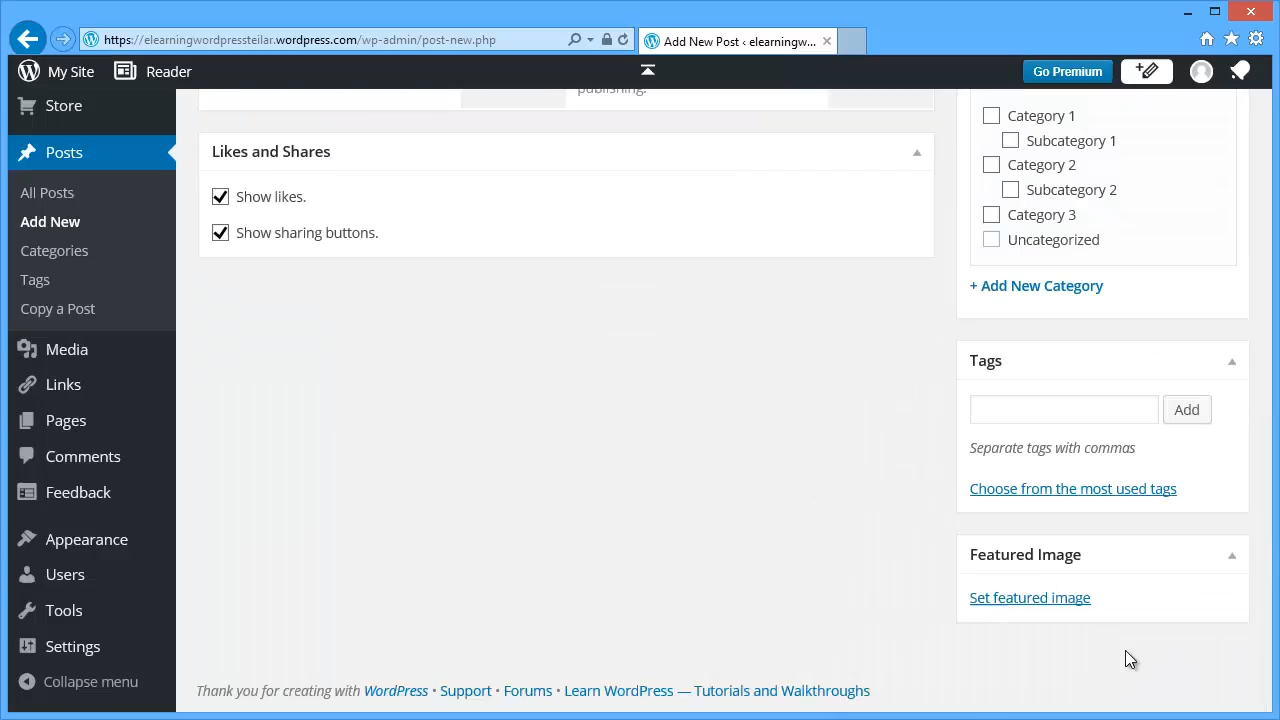 https://elearningwordpressteilar.wordpress.com/wp-admin/post-new.php
Add New Post ‹ elearningw...
My Site
Reader
Go Premium
Store
Posts
All Posts
Add New
Categories
Tags
Copy a Post
Media
Links
Pages
Comments
Feedback
Appearance
Users
Tools
Settings
Collapse menu
publishing.
Likes and Shares
Show likes.
Show sharing buttons.
Category 1
Subcategory 1
Category 2
Subcategory 2
Category 3
Uncategorized
+ Add New Category
Tags
Add
Separate tags with commas
Choose from the most used tags
Featured Image
Set featured image
Thank you for creating with WordPress • Support • Forums • Learn WordPress — Tutorials and Walkthroughs